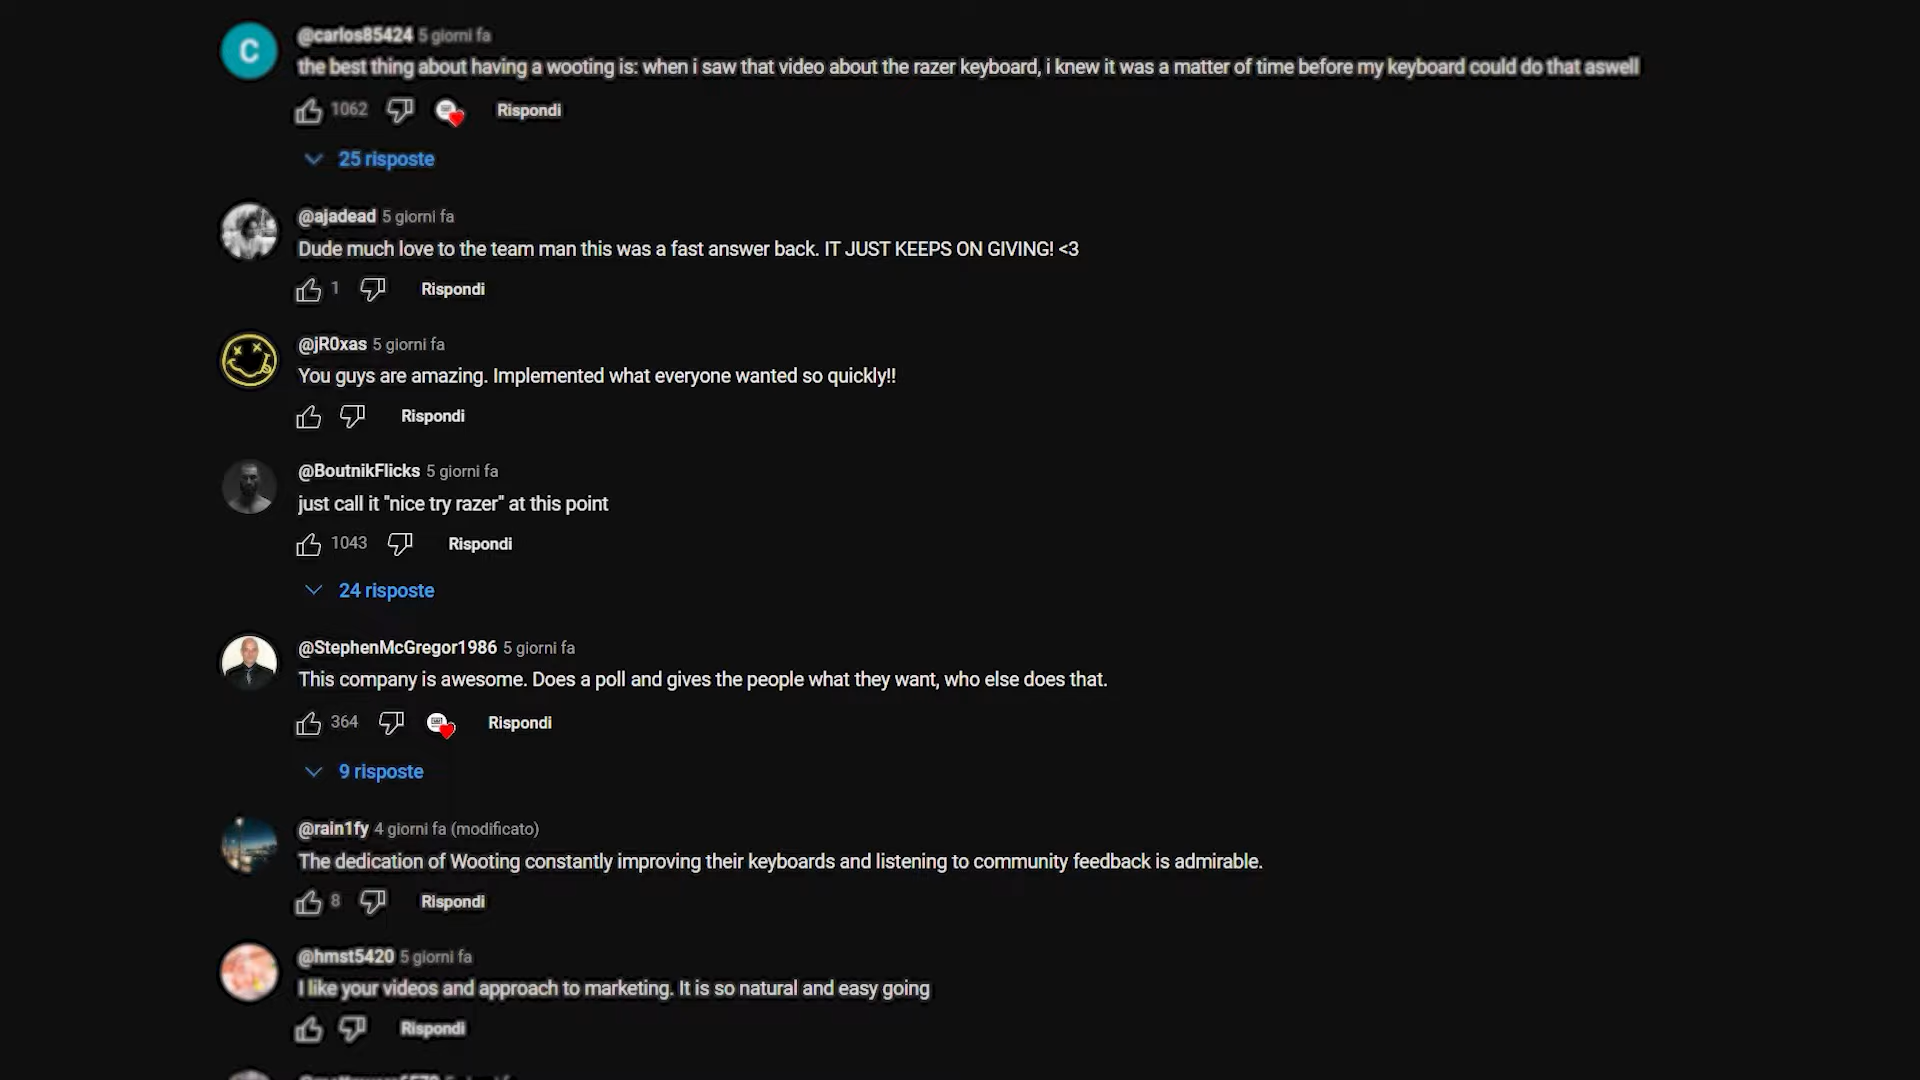 C
@carlos85424 5 giorni fa
the best thing about having a wooting is: when i saw that video about the razer keyboard, i knew it was a matter of time before my keyboard could do that aswell
1062 Rispondi
25 risposte
@ajadead 5 giorni fa
Dude much love to the team man this was a fast answer back. IT JUST KEEPS ON GIVING! <3
1 Rispondi
@jR0xas 5 giorni fa
You guys are amazing. Implemented what everyone wanted so quickly!!
Rispondi
@BoutnikFlicks 5 giorni fa
just call it "nice try razer" at this point
1043 Rispondi
24 risposte
@StephenMcGregor1986 5 giorni fa
This company is awesome. Does a poll and gives the people what they want, who else does that.
364 Rispondi
9 risposte
@rain1fy 4 giorni fa (modificato)
The dedication of Wooting constantly improving their keyboards and listening to community feedback is admirable.
8 Rispondi
@hmst5420 5 giorni fa
I like your videos and approach to marketing. It is so natural and easy going
Rispondi